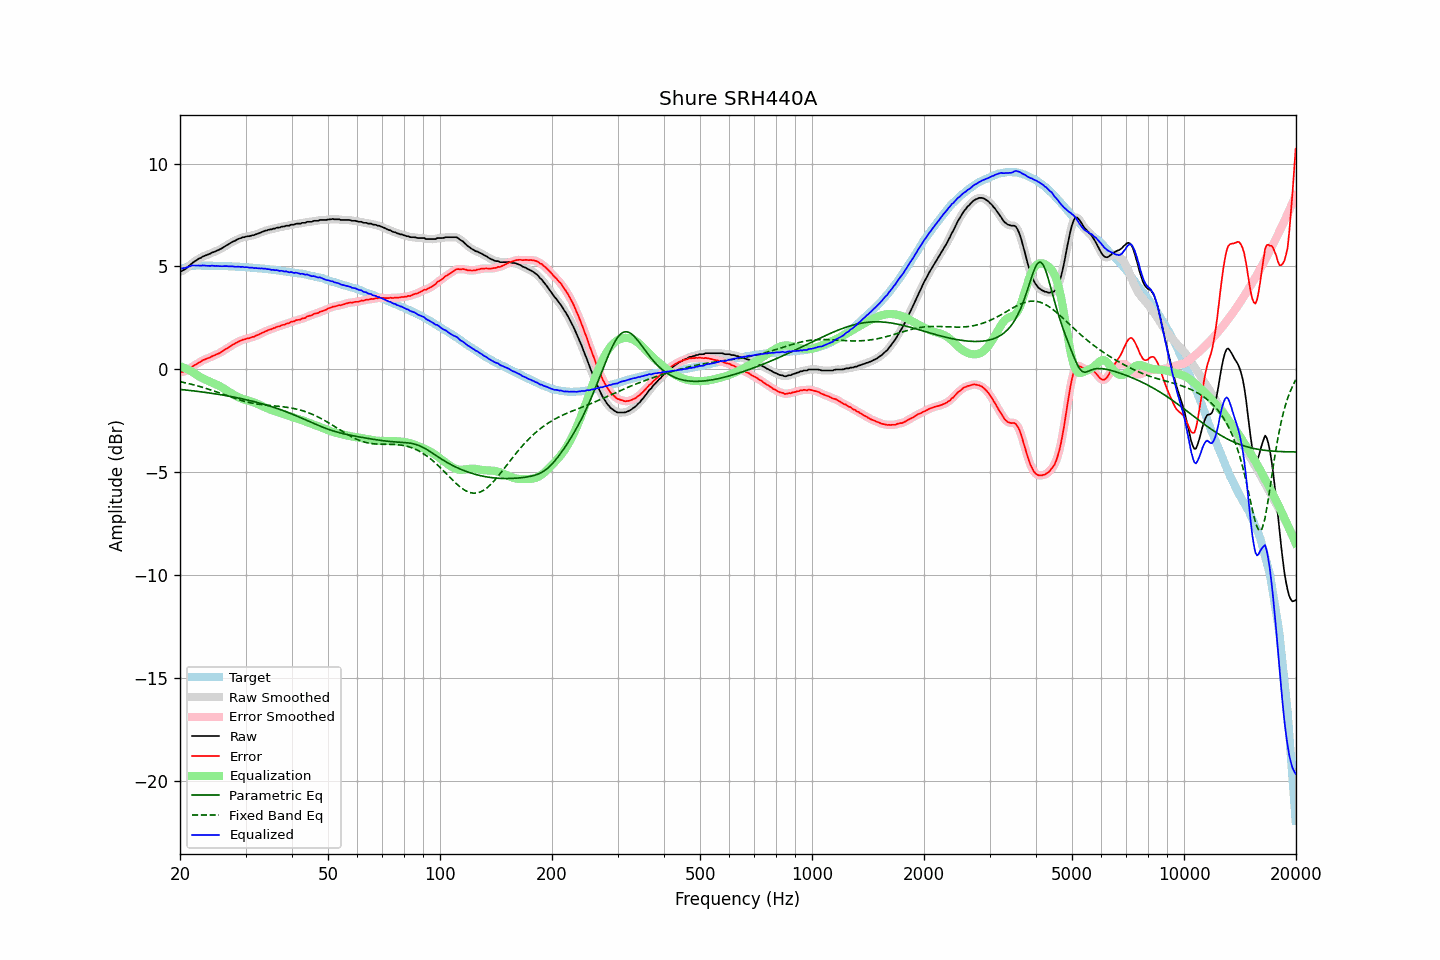 Shure SRH440A
Amplitude (dBr)
10
5
0
−5
−10
−15
−20
Target
Raw Smoothed
Error Smoothed
Raw
Error
Equalization
Parametric Eq
Fixed Band Eq
Equalized
20 50 100 200 500 1000 2000 5000 10000 20000
Frequency (Hz)